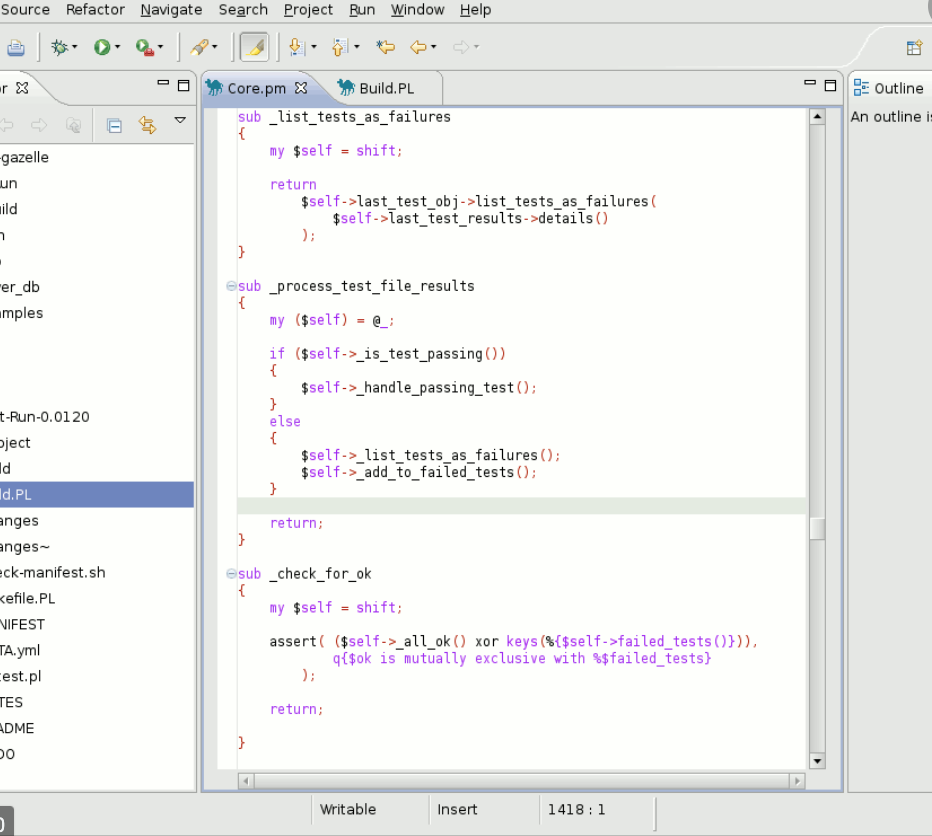 Source Refactor Navigate Search Project Run Window Help
r
Core.pm Build.PL
Outline
An outline is
-gazelle
un
ild
n
er_db
amples
t-Run-0.0120
oject
ld
ld.PL
anges
anges~
eck-manifest.sh
kefile.PL
NIFEST
TA.yml
test.pl
TES
ADME
DO
sub _list_tests_as_failures
{
my $self = shift;
return
$self->last_test_obj->list_tests_as_failures(
$self->last_test_results->details()
);
}
sub _process_test_file_results
{
my ($self) = @_;
if ($self->_is_test_passing())
{
$self->_handle_passing_test();
}
else
{
$self->_list_tests_as_failures();
$self->_add_to_failed_tests();
}
return;
}
sub _check_for_ok
{
my $self = shift;
assert( ($self->_all_ok() xor keys(%{$self->failed_tests()})),
q{$ok is mutually exclusive with %$failed_tests}
);
return;
}
Writable Insert 1418 : 1